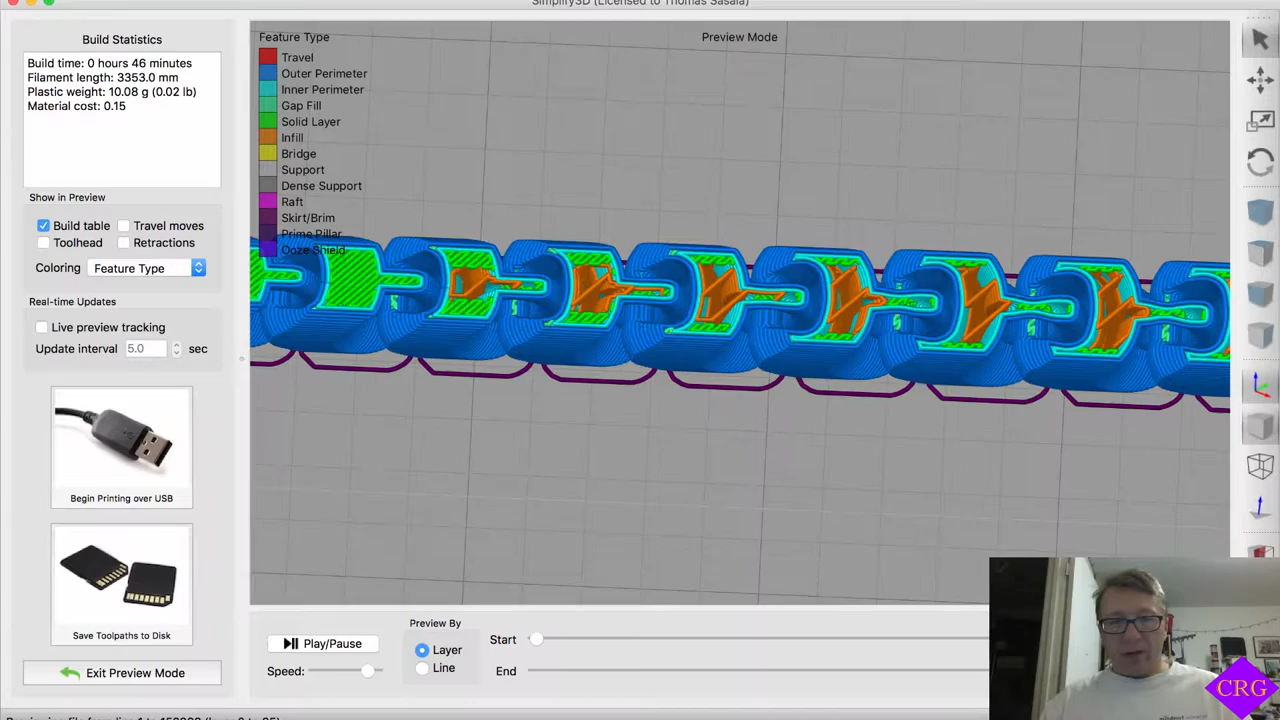 Simplify3D (Licensed to Thomas Sasala)
Build Statistics
Build time: 0 hours 46 minutes
Filament length: 3353.0 mm
Plastic weight: 10.08 g (0.02 lb)
Material cost: 0.15
Show in Preview
Build table
Travel moves
Toolhead
Retractions
Coloring
Feature Type
Real-time Updates
Live preview tracking
Update interval
5.0
sec
Begin Printing over USB
Save Toolpaths to Disk
Exit Preview Mode
Feature Type
Travel
Outer Perimeter
Inner Perimeter
Gap Fill
Solid Layer
Infill
Bridge
Support
Dense Support
Raft
Skirt/Brim
Prime Pillar
Ooze Shield
Preview Mode
Play/Pause
Speed:
Preview By
Layer
Line
Start
End
CRG